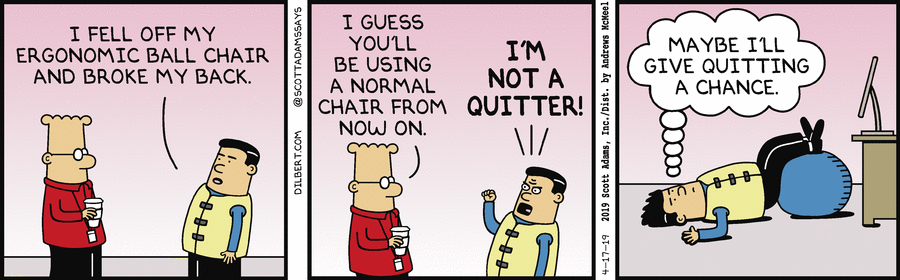 I FELL OFF MY
ERGONOMIC BALL CHAIR
AND BROKE MY BACK.
DILBERT.COM @SCOTTADAMSSAYS
I GUESS
YOU'LL
BE USING
A NORMAL
CHAIR FROM
NOW ON.
I'M
NOT A
QUITTER!
4-17-19 2019 Scott Adams, Inc./Dist. by Andrews McMeel
MAYBE I'LL
GIVE QUITTING
A CHANCE.